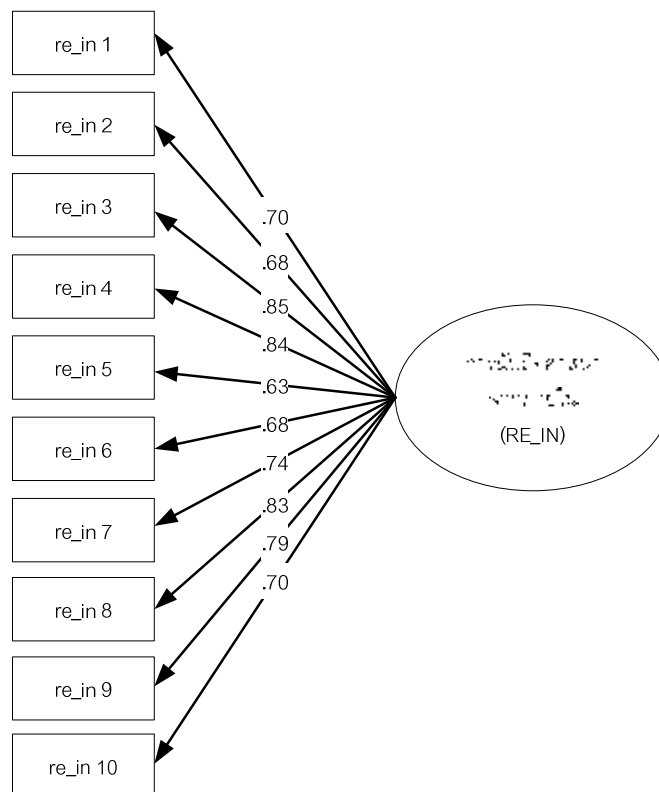 re_in 1
re_in 2
re_in 3
re_in 4
re_in 5
re_in 6
re_in 7
re_in 8
re_in 9
re_in 10
.70
.68
.85
.84
.63
.68
.74
.83
.79
.70
(RE_IN)